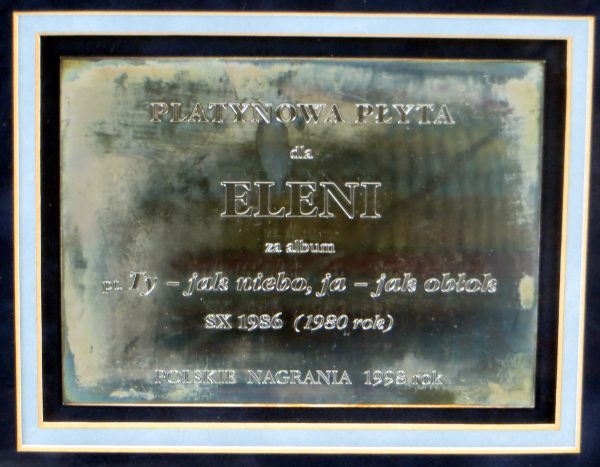 PLATYNOWA PŁYTA
dla
ELENI
za album
pt. Ty – jak niebo, ja – jak obłok
SX 1986 (1980 rok)
POLSKIE NAGRANIA 1998 rok